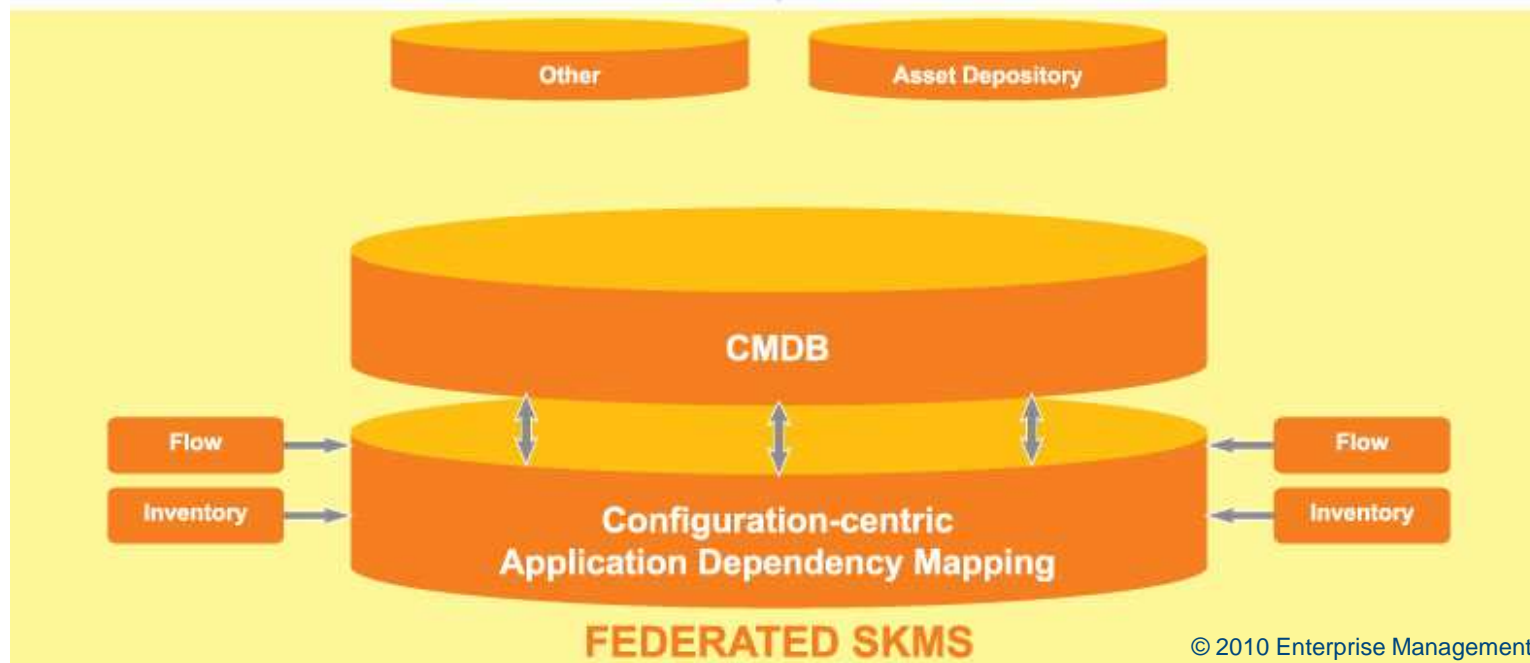 Other
Asset Depository
CMDB
Flow
Flow
Inventory
Inventory
Configuration-centric
Application Dependency Mapping
FEDERATED SKMS
© 2010 Enterprise Management